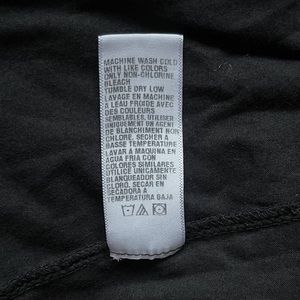 MACHINE WASH COLD
WITH LIKE COLORS
ONLY NON-CHLORINE
BLEACH
TUMBLE DRY LOW
LAVAGE EN MACHINE
A L'EAU FROIDE AVEC
DES COULEURS
SEMBLABLES, UTILISER
UNIQUEMENT UN AGENT
DE BLANCHIMENT NON
CHLORE, SECHER A
BASSE TEMPERATURE
LAVAR A MAQUINA EN
AGUA FRIA CON
COLORES SIMILARES
UTILICE UNICAMENTE
BLANQUEADOR SIN
CLORO, SECAR EN
SECADORA A
TEMPERATURA BAJA